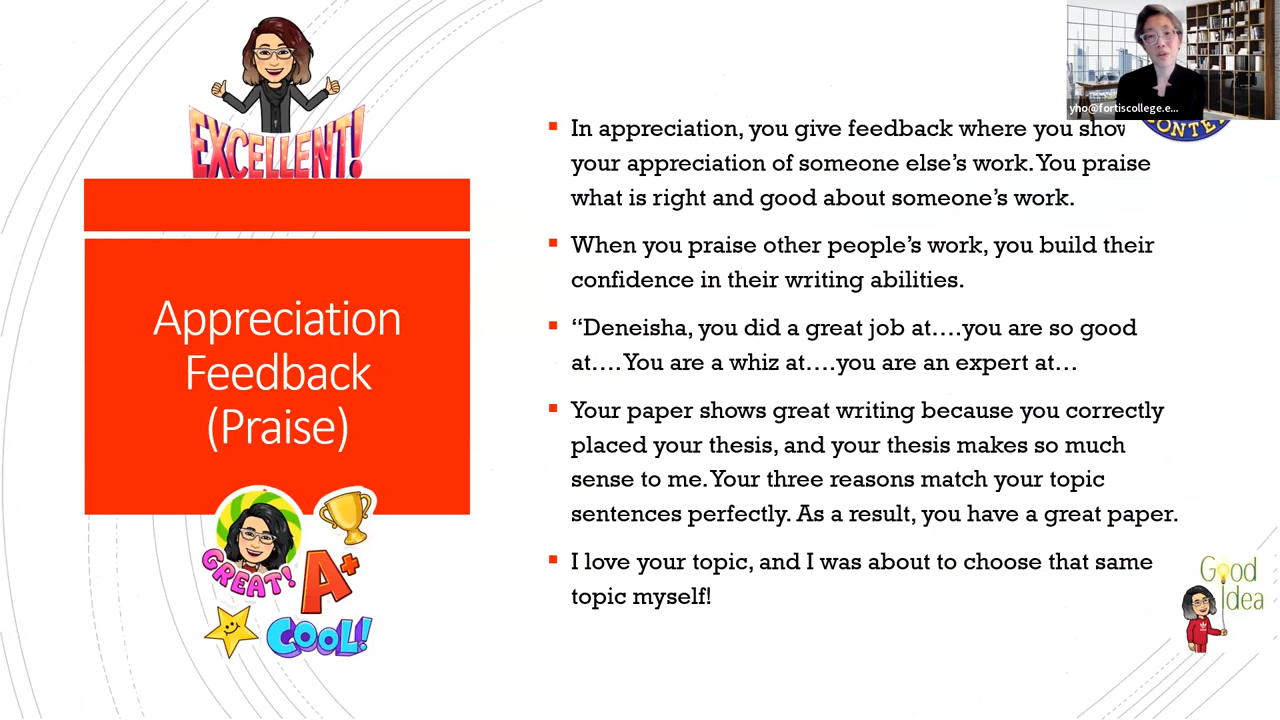 yho@fortiscollege.e...
EXCELLENT!
Appreciation
Feedback
(Praise)
GREAT!
A+
COOL!
In appreciation, you give feedback where you show
your appreciation of someone else’s work. You praise
what is right and good about someone’s work.
When you praise other people’s work, you build their
confidence in their writing abilities.
“Deneisha, you did a great job at….you are so good
at…. You are a whiz at….you are an expert at…
Your paper shows great writing because you correctly
placed your thesis, and your thesis makes so much
sense to me. Your three reasons match your topic
sentences perfectly. As a result, you have a great paper.
I love your topic, and I was about to choose that same
topic myself!
Good
Idea